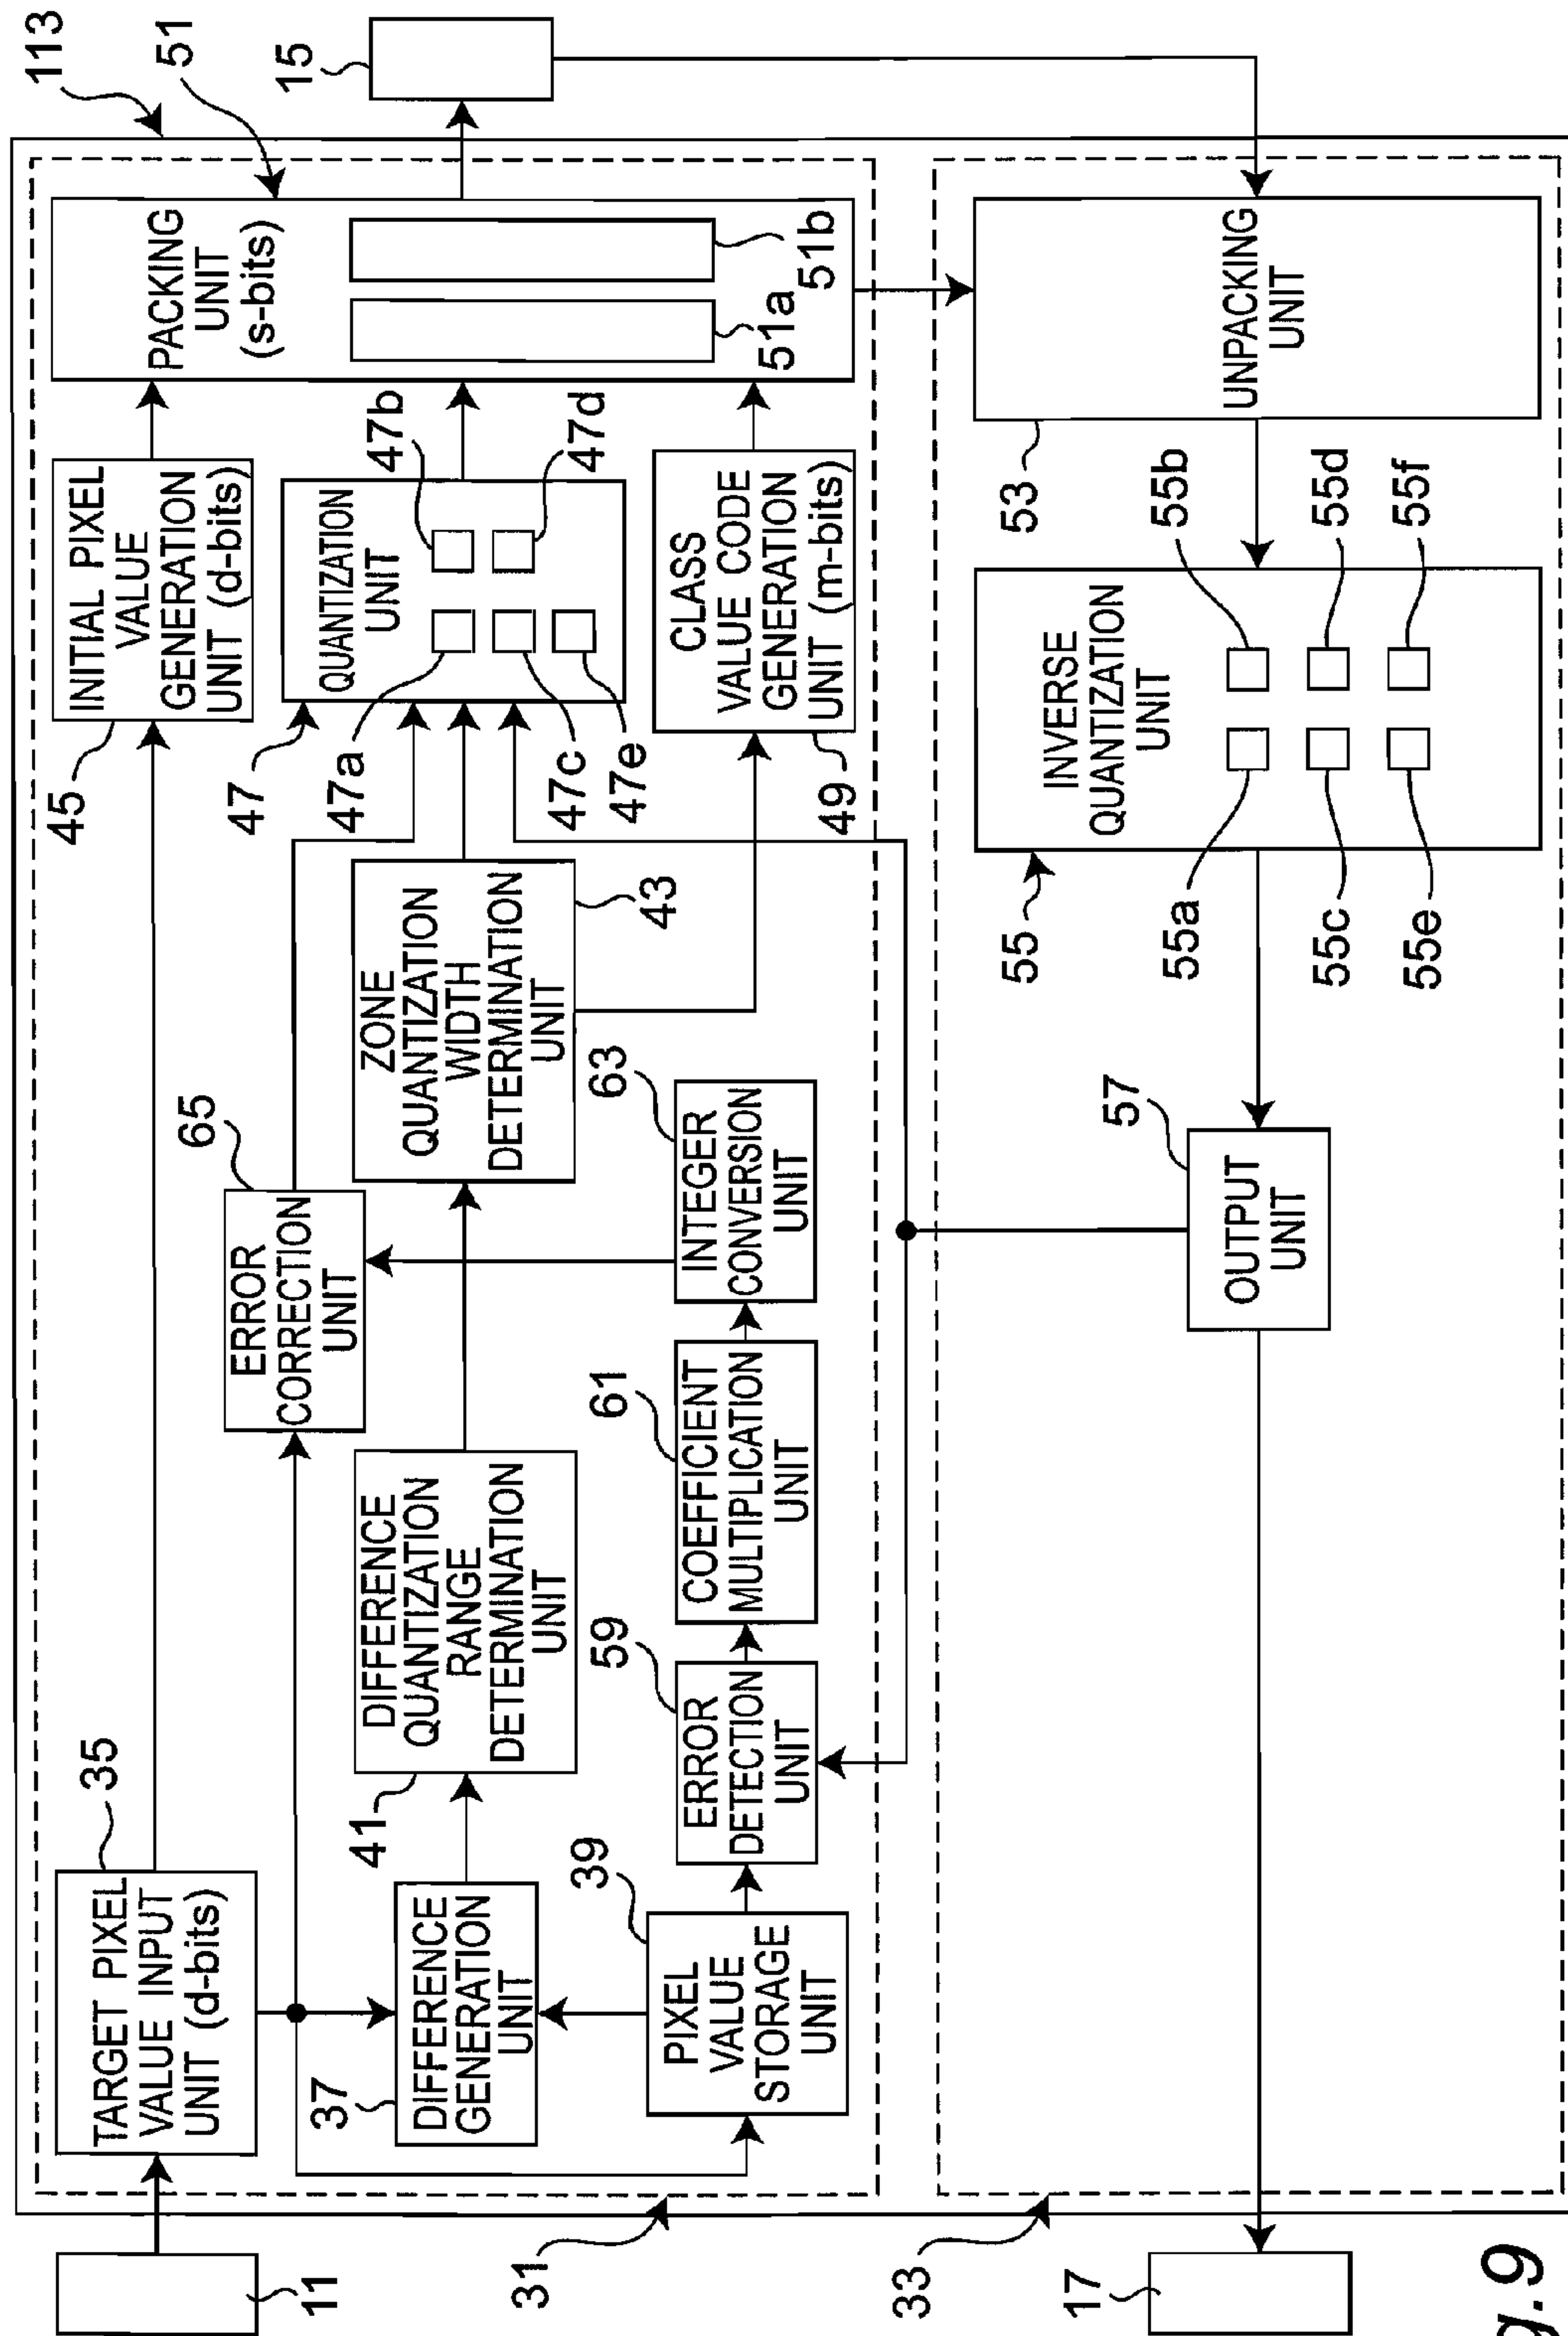 113
51
15
PACKING
UNIT
(s-bits)
51a
51b
45
INITIAL PIXEL
VALUE
GENERATION
UNIT (d-bits)
47
QUANTIZATION
UNIT
47a
47b
47c
47d
47e
CLASS
VALUE CODE
GENERATION
UNIT (m-bits)
49
65
ERROR
CORRECTION
UNIT
ZONE
QUANTIZATION
WIDTH
DETERMINATION
UNIT
43
63
INTEGER
CONVERSION
UNIT
61
COEFFICIENT
MULTIPLICATION
UNIT
DIFFERENCE
QUANTIZATION
RANGE
DETERMINATION
UNIT
41
59
ERROR
DETECTION
UNIT
35
TARGET PIXEL
VALUE INPUT
UNIT (d-bits)
37
DIFFERENCE
GENERATION
UNIT
39
PIXEL
VALUE
STORAGE
UNIT
11
31
UNPACKING
UNIT
53
INVERSE
QUANTIZATION
UNIT
55
55a
55b
55c
55d
55e
55f
57
OUTPUT
UNIT
33
17
g.9